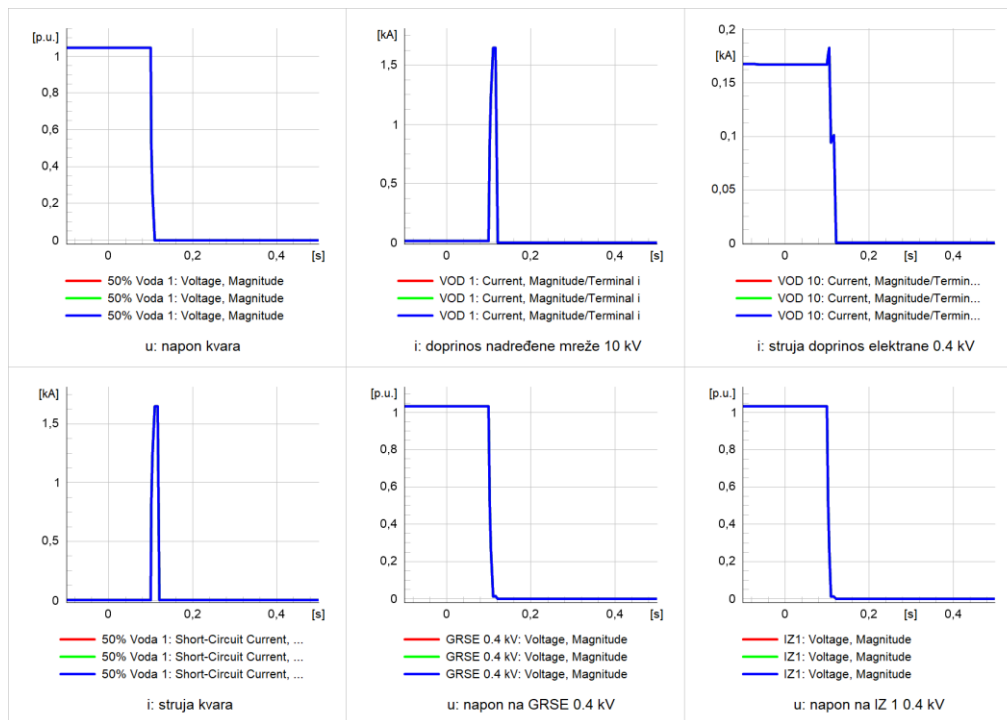 [p.u.]
1
0,8
0,6
0,4
0,2
0
0
0,2
0,4
[s]
50% Voda 1: Voltage, Magnitude
50% Voda 1: Voltage, Magnitude
50% Voda 1: Voltage, Magnitude
u: napon kvara
[kA]
1,5
1
0,5
0
0
0,2
0,4
[s]
VOD 1: Current, Magnitude/Terminal i
VOD 1: Current, Magnitude/Terminal i
VOD 1: Current, Magnitude/Terminal i
i: doprinos nadređene mreže 10 kV
0,2
[kA]
0,15
0,1
0,05
0
0
0,2
0,4
[s]
VOD 10: Current, Magnitude/Termin...
VOD 10: Current, Magnitude/Termin...
VOD 10: Current, Magnitude/Termin...
i: struja doprinos elektrane 0.4 kV
[kA]
1,5
1
0,5
0
0
0,2
0,4
[s]
50% Voda 1: Short-Circuit Current, ...
50% Voda 1: Short-Circuit Current, ...
50% Voda 1: Short-Circuit Current, ...
i: struja kvara
[p.u.]
1
0,8
0,6
0,4
0,2
0
0
0,2
0,4
[s]
GRSE 0.4 kV: Voltage, Magnitude
GRSE 0.4 kV: Voltage, Magnitude
GRSE 0.4 kV: Voltage, Magnitude
u: napon na GRSE 0.4 kV
[p.u.]
1
0,8
0,6
0,4
0,2
0
0
0,2
0,4
[s]
IZ1: Voltage, Magnitude
IZ1: Voltage, Magnitude
IZ1: Voltage, Magnitude
u: napon na IZ 1 0.4 kV